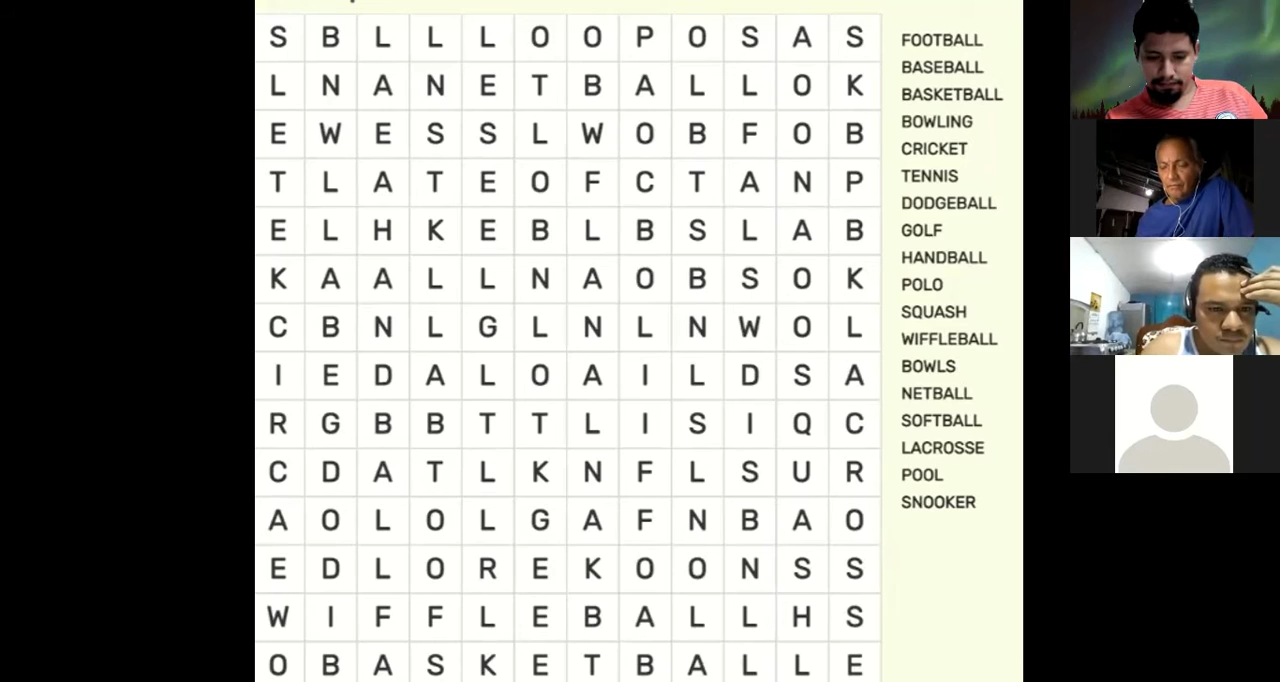 S B L L L O O P O S A S
L N A N E T B A L L O K
E W E S S L W O B F O B
T L A T E O F C T A N P
E L H K E B L B S L A B
K A A L L N A O B S O K
C B N L G L N L N W O L
I E D A L O A I L D S A
R G B B T T L I S I Q C
C D A T L K N F L S U R
A O L O L G A F N B A O
E D L O R E K O O N S S
W I F F L E B A L L H S
O B A S K E T B A L L E
FOOTBALL
BASEBALL
BASKETBALL
BOWLING
CRICKET
TENNIS
DODGEBALL
GOLF
HANDBALL
POLO
SQUASH
WIFFLEBALL
BOWLS
NETBALL
SOFTBALL
LACROSSE
POOL
SNOOKER